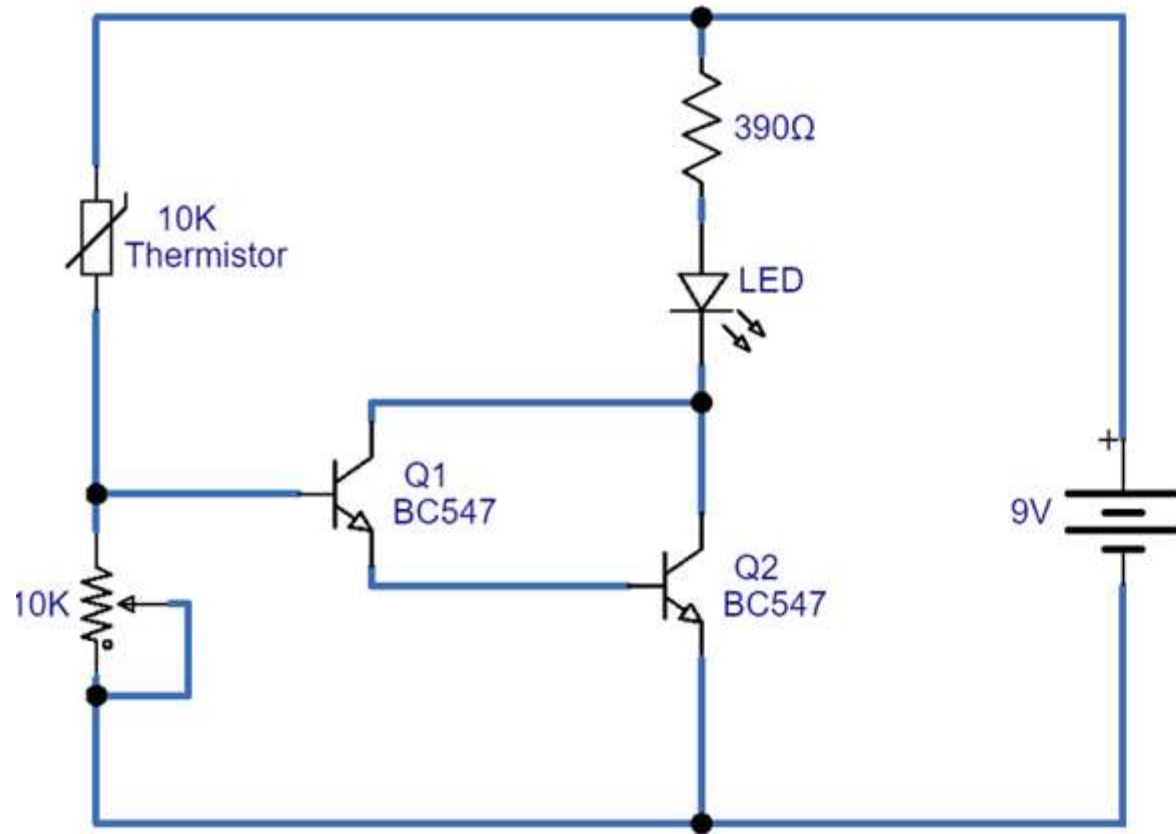 390Ω
10K
Thermistor
LED
+
Q1
BC547
9V
Q2
BC547
10K